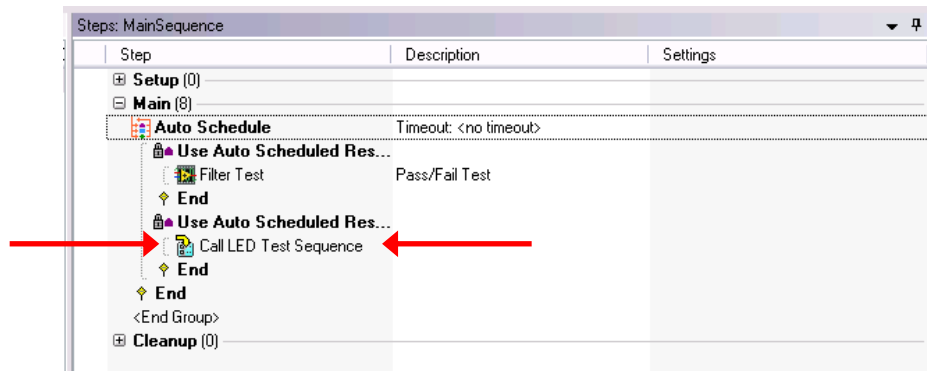 Steps: MainSequence
Step Description Settings
Setup (0)
Main (8)
Auto Schedule Timeout: <no timeout>
Use Auto Scheduled Res...
Filter Test Pass/Fail Test
End
Use Auto Scheduled Res...
Call LED Test Sequence
End
End
<End Group>
Cleanup (0)